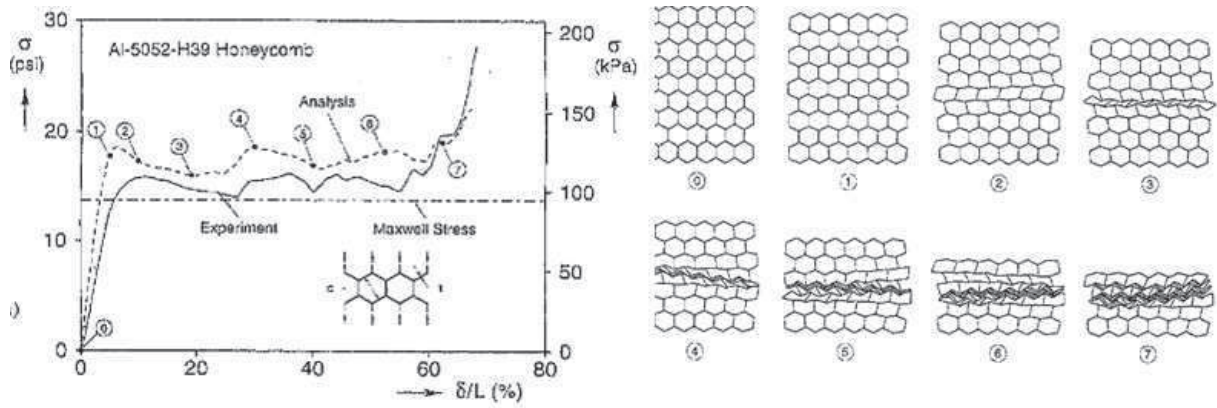 30
20
10
0
σ
(psi)
Al-5052-H39 Honeycomb
Analysis
Experiment
Maxwell Stress
①
②
③
④
⑤
⑥
⑦
⓪
c
t
0
20
40
60
80
δ/L (%)
200
150
100
50
0
σ
(kPa)
⓪
①
②
③
④
⑤
⑥
⑦